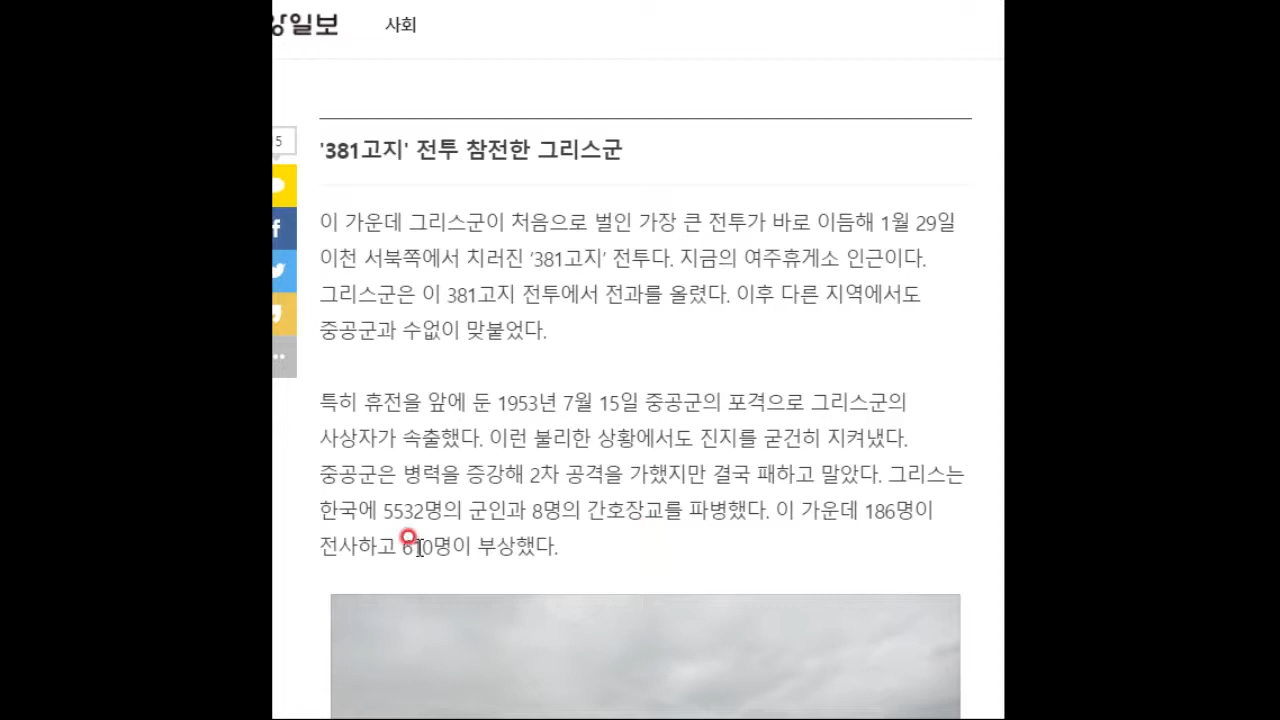 일보
사회
5
'381고지' 전투 참전한 그리스군
이 가운데 그리스군이 처음으로 벌인 가장 큰 전투가 바로 이듬해 1월 29일
이천 서북쪽에서 치러진 '381고지' 전투다. 지금의 여주휴게소 인근이다.
그리스군은 이 381고지 전투에서 전과를 올렸다. 이후 다른 지역에서도
중공군과 수없이 맞붙었다.
특히 휴전을 앞에 둔 1953년 7월 15일 중공군의 포격으로 그리스군의
사상자가 속출했다. 이런 불리한 상황에서도 진지를 굳건히 지켜냈다.
중공군은 병력을 증강해 2차 공격을 가했지만 결국 패하고 말았다. 그리스는
한국에 5532명의 군인과 8명의 간호장교를 파병했다. 이 가운데 186명이
전사하고 610명이 부상했다.